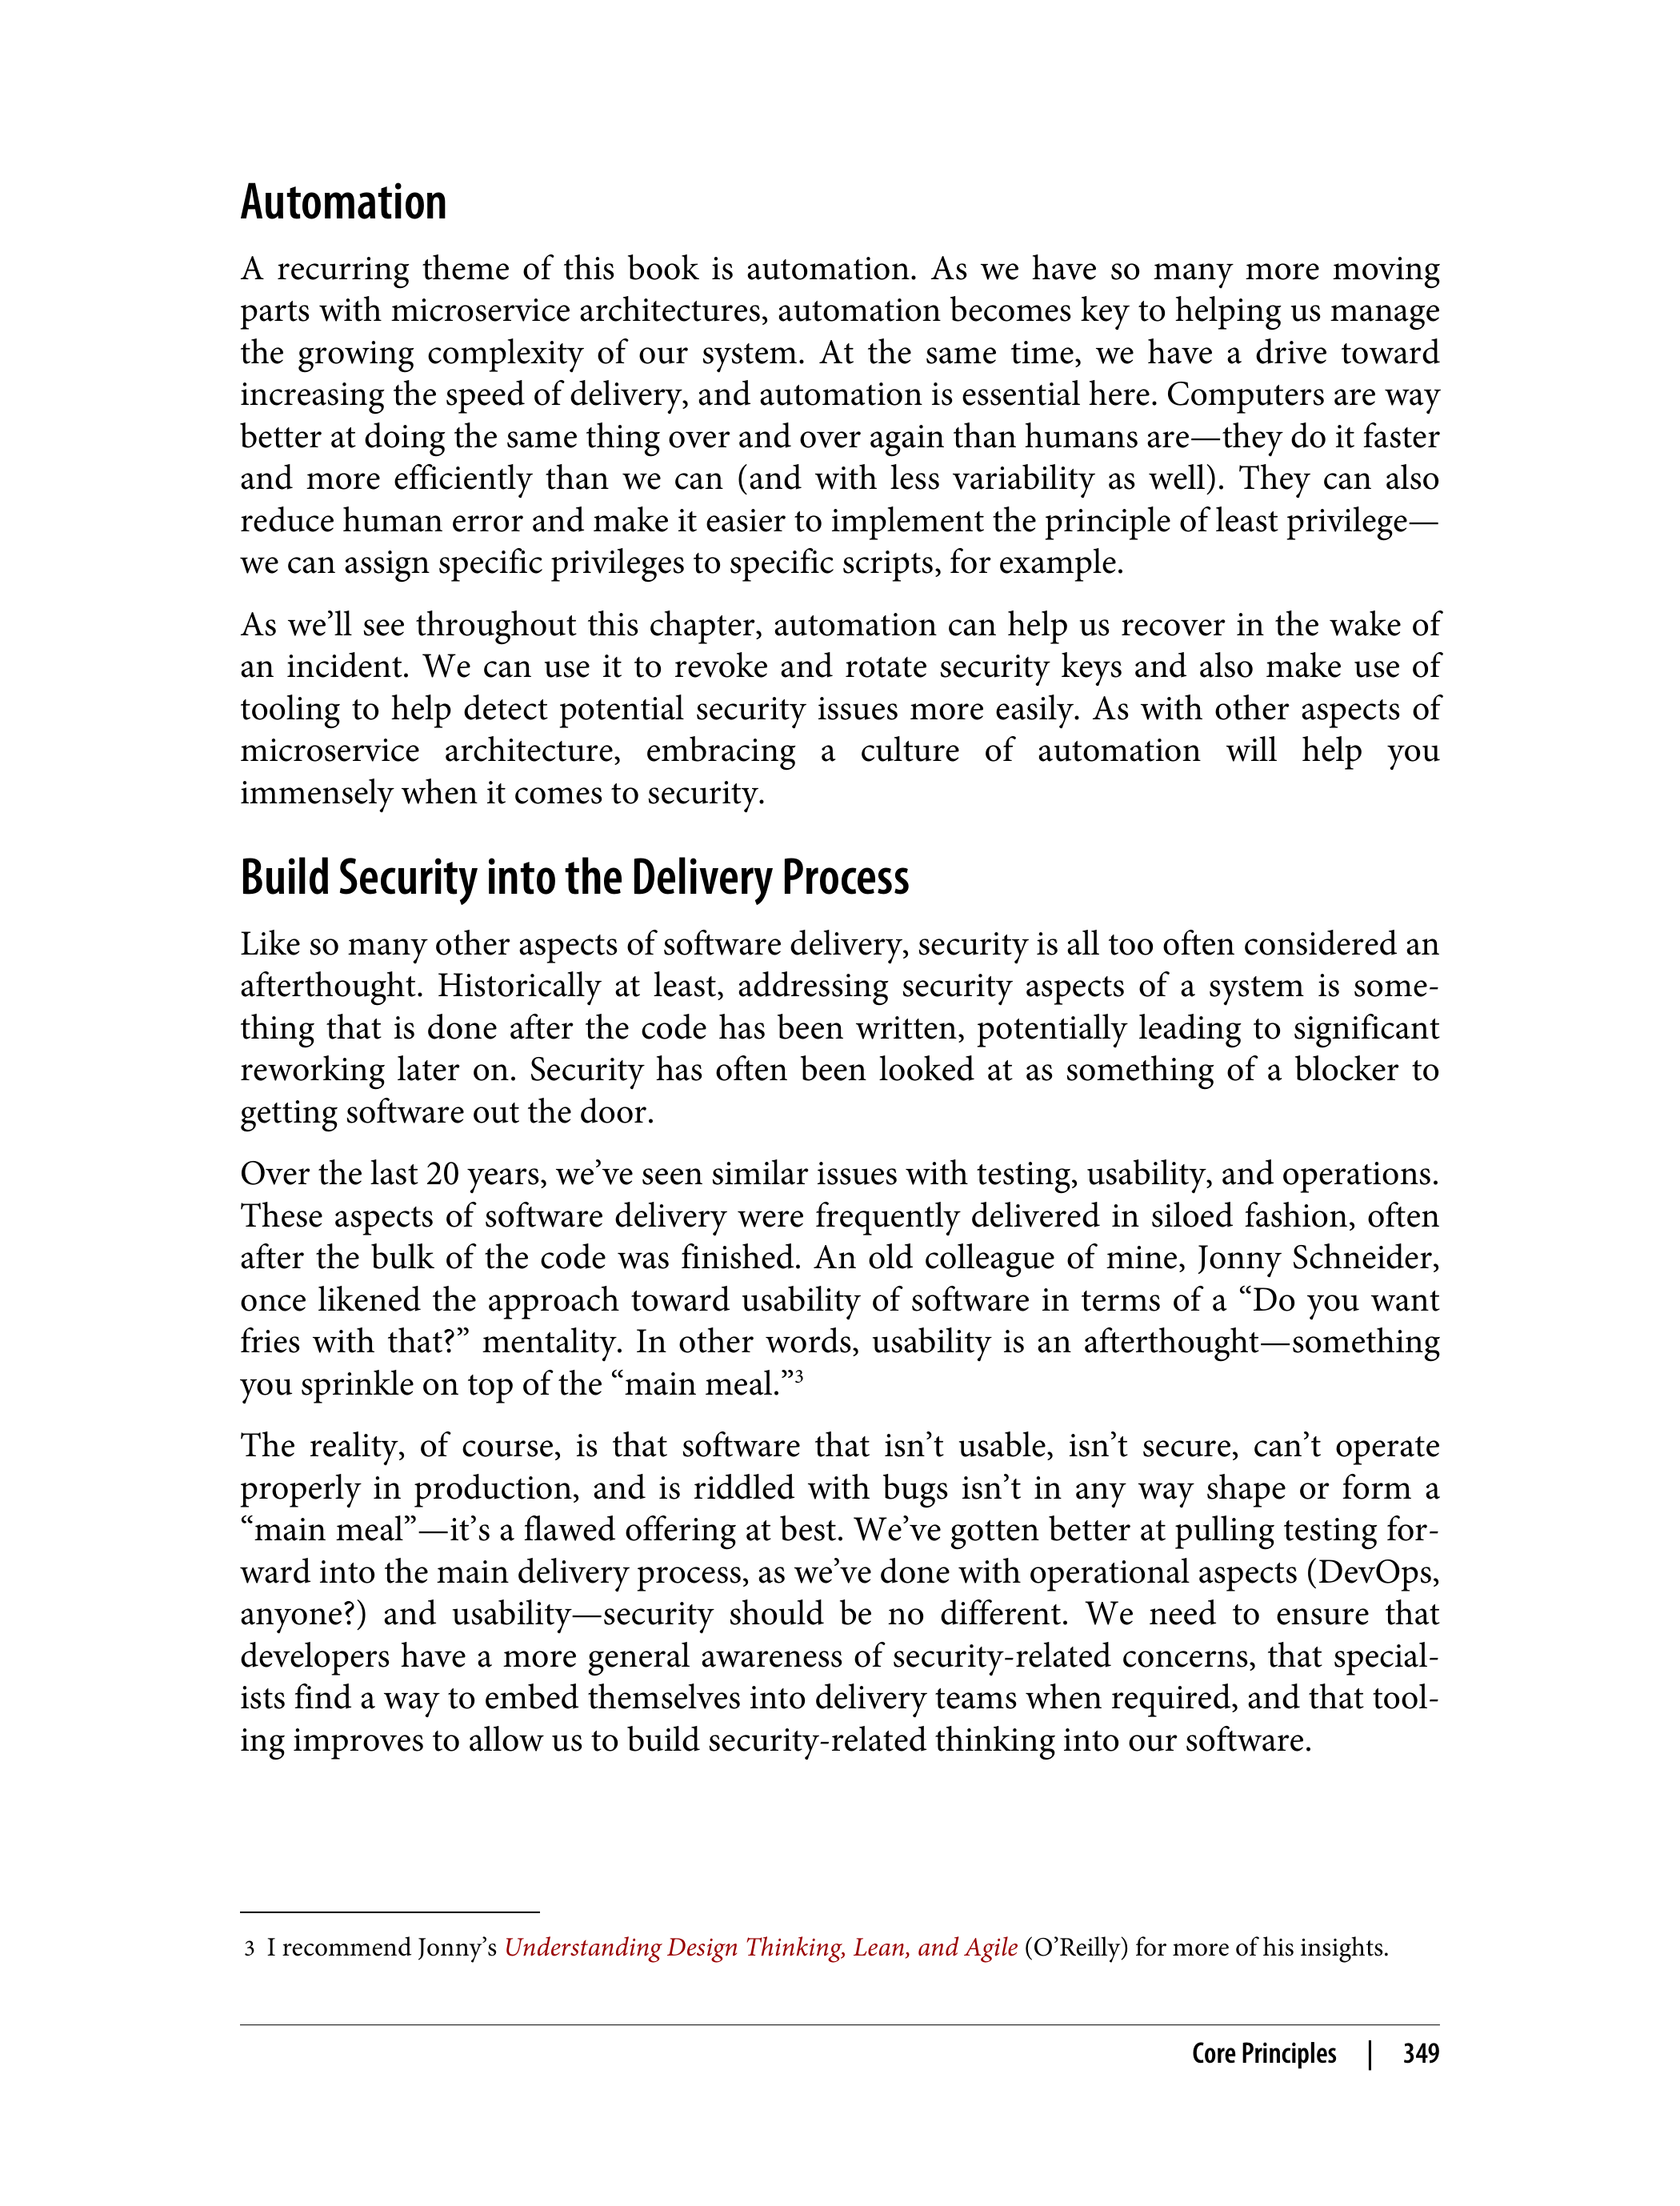 Automation
A recurring theme of this book is automation. As we have so many more moving
parts with microservice architectures, automation becomes key to helping us manage
the growing complexity of our system. At the same time, we have a drive toward
increasing the speed of delivery, and automation is essential here. Computers are way
better at doing the same thing over and over again than humans are—they do it faster
and more efficiently than we can (and with less variability as well). They can also
reduce human error and make it easier to implement the principle of least privilege—
we can assign specific privileges to specific scripts, for example.
As we’ll see throughout this chapter, automation can help us recover in the wake of
an incident. We can use it to revoke and rotate security keys and also make use of
tooling to help detect potential security issues more easily. As with other aspects of
microservice architecture, embracing a culture of automation will help you
immensely when it comes to security.
Build Security into the Delivery Process
Like so many other aspects of software delivery, security is all too often considered an
afterthought. Historically at least, addressing security aspects of a system is some-
thing that is done after the code has been written, potentially leading to significant
reworking later on. Security has often been looked at as something of a blocker to
getting software out the door.
Over the last 20 years, we’ve seen similar issues with testing, usability, and operations.
These aspects of software delivery were frequently delivered in siloed fashion, often
after the bulk of the code was finished. An old colleague of mine, Jonny Schneider,
once likened the approach toward usability of software in terms of a “Do you want
fries with that?” mentality. In other words, usability is an afterthought—something
you sprinkle on top of the “main meal.”3
The reality, of course, is that software that isn’t usable, isn’t secure, can’t operate
properly in production, and is riddled with bugs isn’t in any way shape or form a
“main meal”—it’s a flawed offering at best. We’ve gotten better at pulling testing for-
ward into the main delivery process, as we’ve done with operational aspects (DevOps,
anyone?) and usability—security should be no different. We need to ensure that
developers have a more general awareness of security-related concerns, that special-
ists find a way to embed themselves into delivery teams when required, and that tool-
ing improves to allow us to build security-related thinking into our software.
3 I recommend Jonny’s Understanding Design Thinking, Lean, and Agile (O’Reilly) for more of his insights.
Core Principles | 349